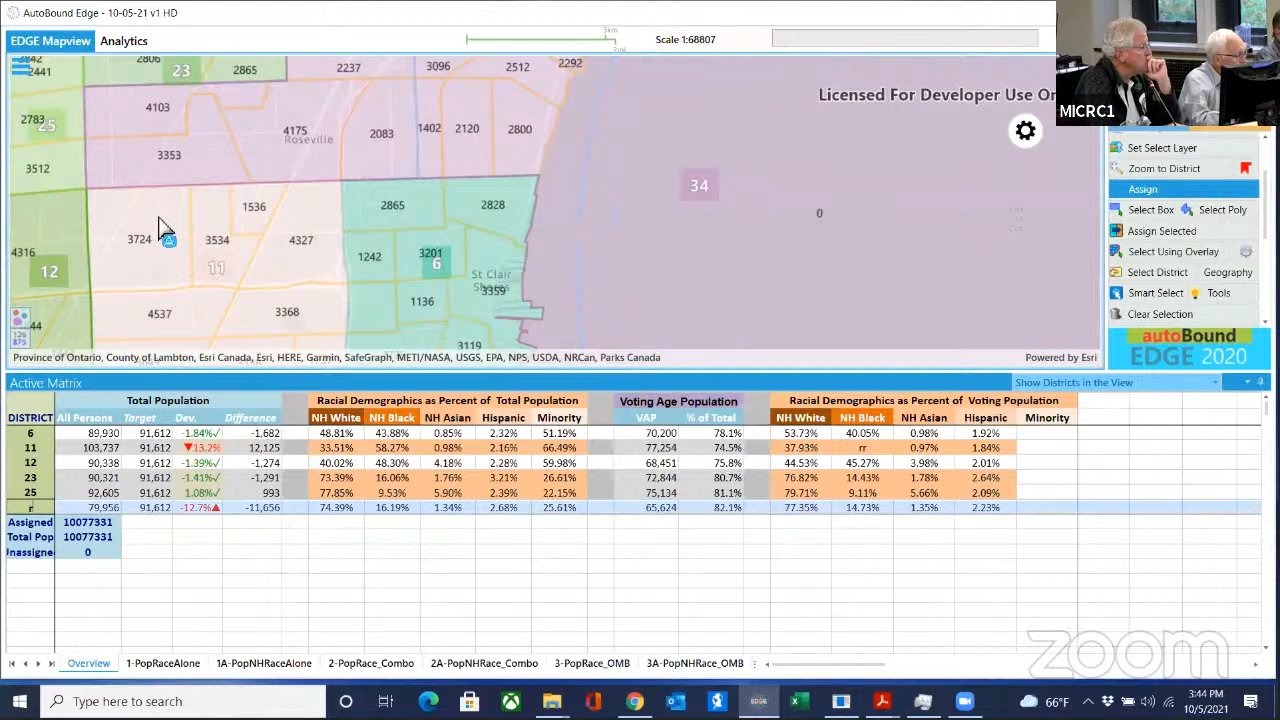 AutoBound Edge - 10-05-21 v1 HD
EDGE Mapview Analytics
3km
Scale 1:68807
2441
2806
23
2865
2237
3096
2512
2292
Licensed For Developer Use On
MICRC1
4103
2783
25
4175
Roseville
2083
1402
2120
2800
3353
3512
34
0
1536
2865
2828
3724
3534
4327
4316
12
11
1242
3201
6
St Clair
Shores
3359
1136
4537
3368
3119
44
Province of Ontario, County of Lambton, Esri Canada, Esri, HERE, Garmin, SafeGraph, METI/NASA, USGS, EPA, NPS, USDA, NRCan, Parks Canada
Powered by Esri
Set Select Layer
Zoom to District
Assign
Select Box Select Poly
Assign Selected
Select Using Overlay
Select District Geography
Smart Select Tools
Clear Selection
autoBound
EDGE 2020
Active Matrix
Show Districts in the View
Total Population Racial Demographics as Percent of Total Population Voting Age Population Racial Demographics as Percent of Voting Population
DISTRICT All Persons Target Dev. Difference NH White NH Black NH Asian Hispanic Minority VAP % of Total NH White NH Black NH Asian Hispanic Minority
6 89,930 91,612 -1.84%✓ -1,682 48.81% 43.88% 0.85% 2.32% 51.19% 70,200 78.1% 53.73% 40.05% 0.98% 1.92%
11 103,737 91,612 ▼13.2% 12,125 33.51% 58.27% 0.98% 2.16% 66.49% 77,254 74.5% 37.93% rr 0.97% 1.84%
12 90,338 91,612 -1.39%✓ -1,274 40.02% 48.30% 4.18% 2.28% 59.98% 68,451 75.8% 44.53% 45.27% 3.98% 2.01%
23 90,321 91,612 -1.41%✓ -1,291 73.39% 16.06% 1.76% 3.21% 26.61% 72,844 80.7% 76.82% 14.43% 1.78% 2.64%
25 92,605 91,612 1.08%✓ 993 77.85% 9.53% 5.90% 2.39% 22.15% 75,134 81.1% 79.71% 9.11% 5.66% 2.09%
r 79,956 91,612 -12.7%▲ -11,656 74.39% 16.19% 1.34% 2.68% 25.61% 65,624 82.1% 77.35% 14.73% 1.35% 2.23%
Assigned 10077331
Total Pop 10077331
Unassigned 0
zoom
Overview 1-PopRaceAlone 1A-PopNHRaceAlone 2-PopRace_Combo 2A-PopNHRace_Combo 3-PopRace_OMB 3A-PopNHRace_OMB
Type here to search
66°F
3:44 PM
10/5/2021